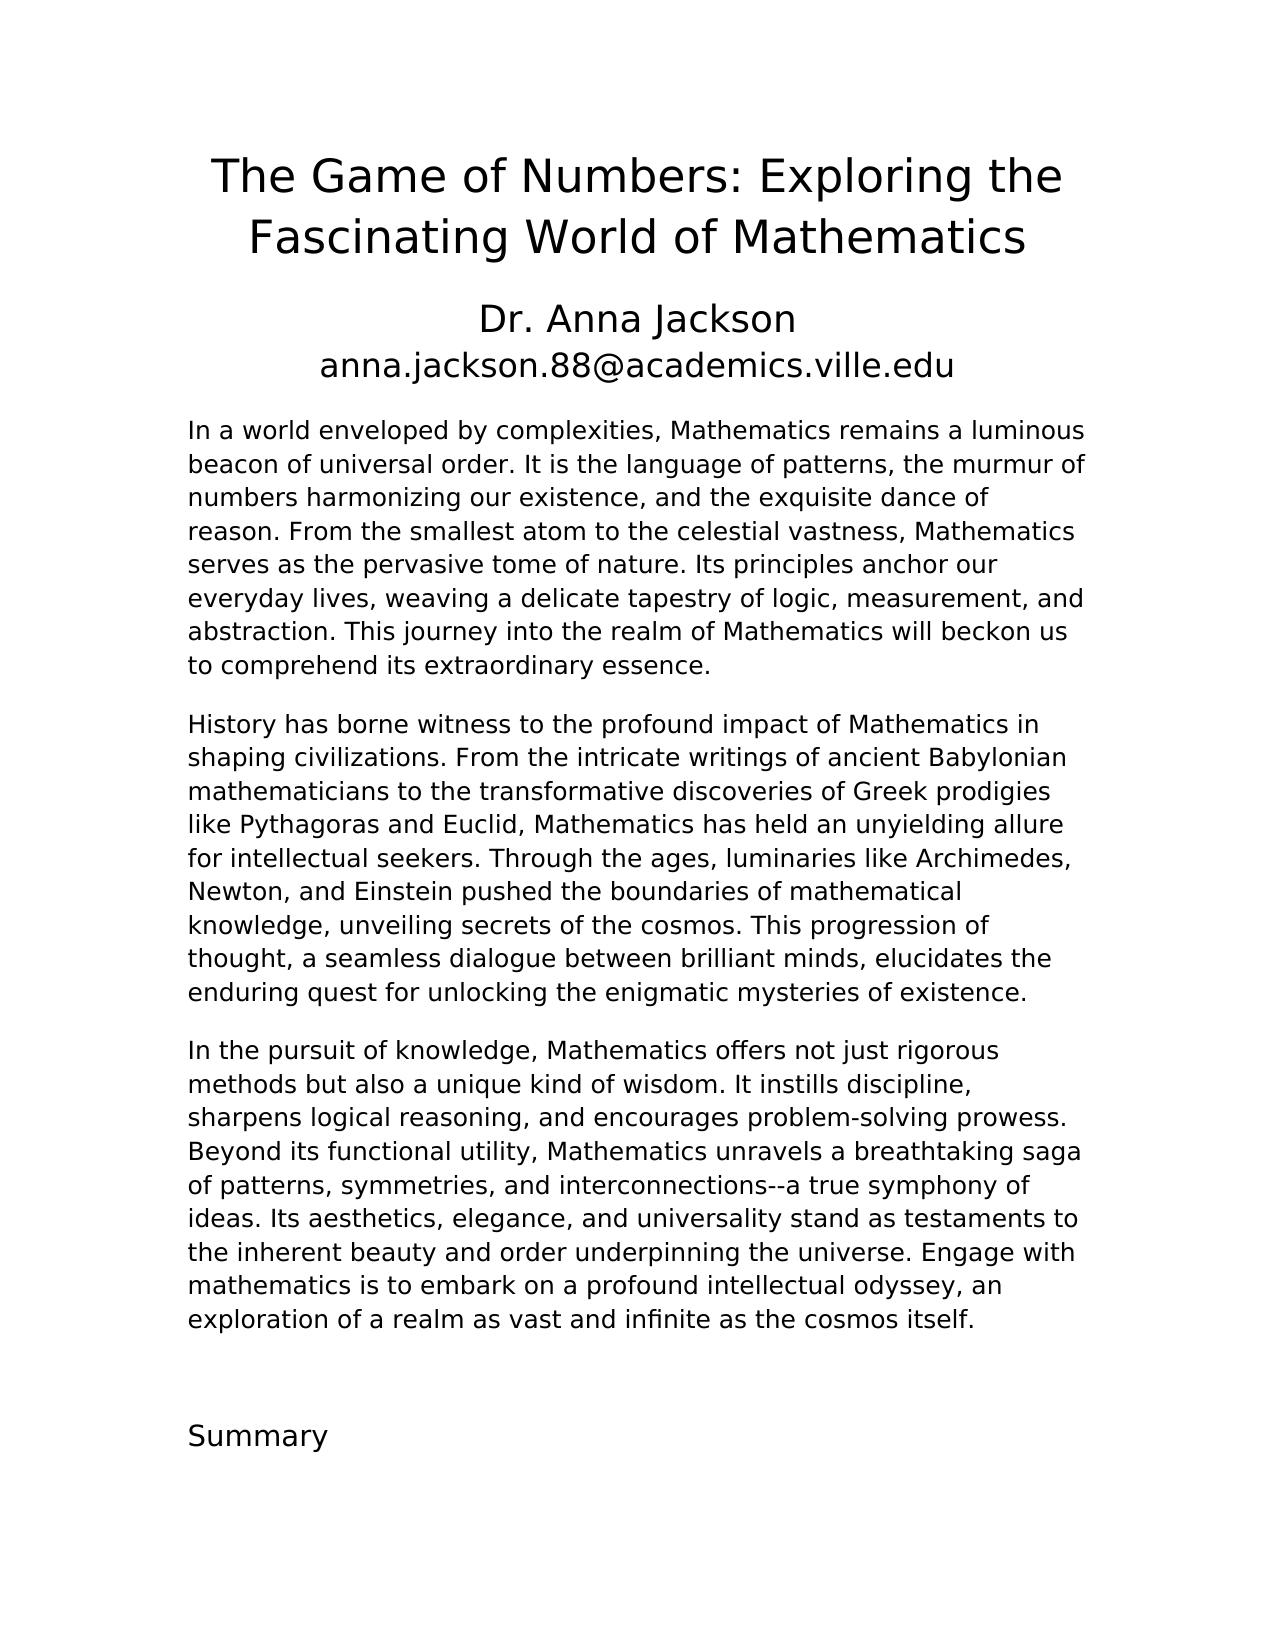 The Game of Numbers: Exploring the
Fascinating World of Mathematics
Dr. Anna Jackson
anna.jackson.88@academics.ville.edu
In a world enveloped by complexities, Mathematics remains a luminous
beacon of universal order. It is the language of patterns, the murmur of
numbers harmonizing our existence, and the exquisite dance of
reason. From the smallest atom to the celestial vastness, Mathematics
serves as the pervasive tome of nature. Its principles anchor our
everyday lives, weaving a delicate tapestry of logic, measurement, and
abstraction. This journey into the realm of Mathematics will beckon us
to comprehend its extraordinary essence.
History has borne witness to the profound impact of Mathematics in
shaping civilizations. From the intricate writings of ancient Babylonian
mathematicians to the transformative discoveries of Greek prodigies
like Pythagoras and Euclid, Mathematics has held an unyielding allure
for intellectual seekers. Through the ages, luminaries like Archimedes,
Newton, and Einstein pushed the boundaries of mathematical
knowledge, unveiling secrets of the cosmos. This progression of
thought, a seamless dialogue between brilliant minds, elucidates the
enduring quest for unlocking the enigmatic mysteries of existence.
In the pursuit of knowledge, Mathematics offers not just rigorous
methods but also a unique kind of wisdom. It instills discipline,
sharpens logical reasoning, and encourages problem-solving prowess.
Beyond its functional utility, Mathematics unravels a breathtaking saga
of patterns, symmetries, and interconnections--a true symphony of
ideas. Its aesthetics, elegance, and universality stand as testaments to
the inherent beauty and order underpinning the universe. Engage with
mathematics is to embark on a profound intellectual odyssey, an
exploration of a realm as vast and infinite as the cosmos itself.
Summary